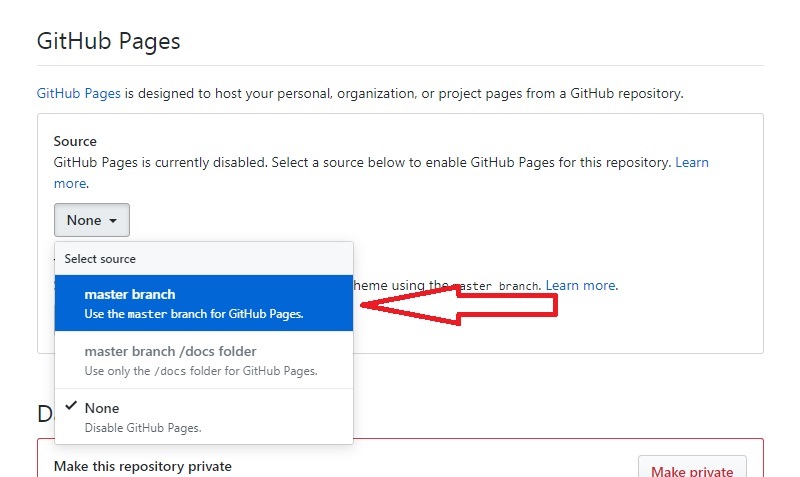 GitHub Pages
GitHub Pages is designed to host your personal, organization, or project pages from a GitHub repository.
Source
GitHub Pages is currently disabled. Select a source below to enable GitHub Pages for this repository. Learn
more.
None
Select source
heme using the master branch. Learn more.
master branch
Use the master branch for GitHub Pages.
master branch /docs folder
Use only the /docs folder for GitHub Pages.
None
Disable GitHub Pages.
D
Make this repository private
Make private